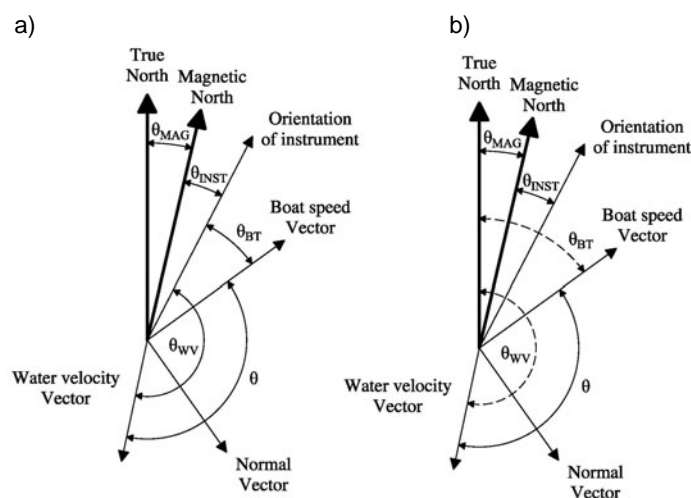 a)
True
North
Magnetic
North
θMAG
Orientation
of instrument
θINST
Boat speed
Vector
θBT
θWV
θ
Water velocity
Vector
Normal
Vector
b)
True
North
Magnetic
North
θMAG
Orientation
of instrument
θINST
Boat speed
Vector
θBT
θWV
θ
Water velocity
Vector
Normal
Vector